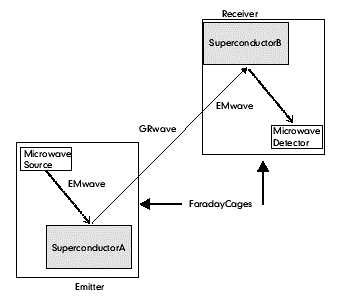 Receiver
SuperconductorB
EMwave
GRwave
Microwave
Detector
Microwave
Source
EMwave
FaradayCages
SuperconductorA
Emitter